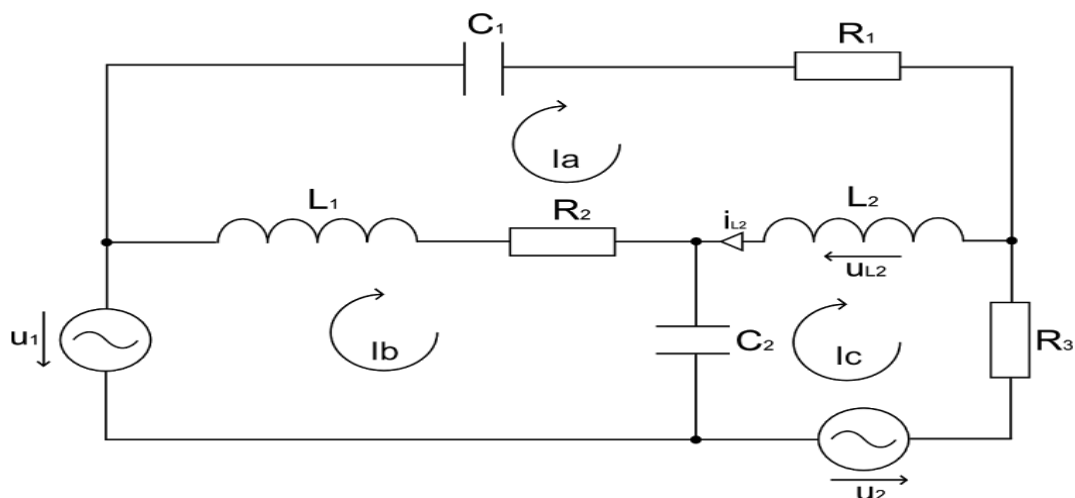 C₁
R₁
Ia
L₁
R₂
iL2
L₂
uL2
u₁
Ib
C₂
Ic
R₃
u₂